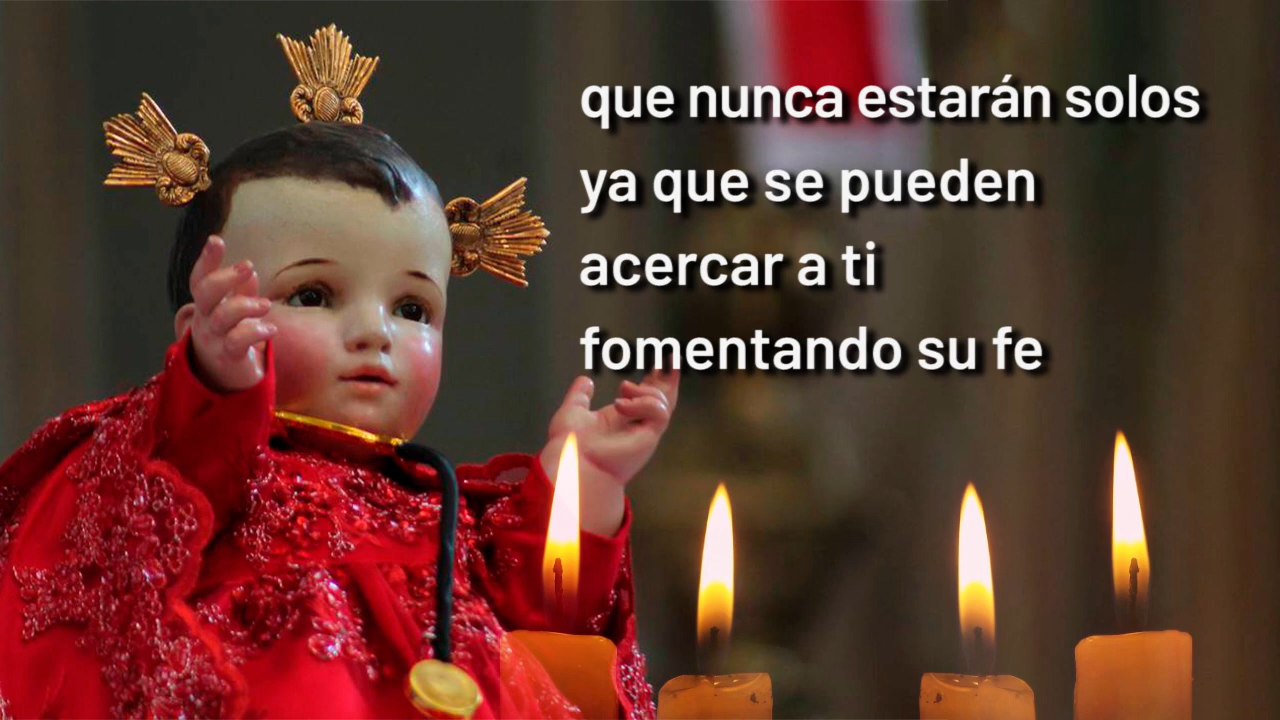 que nunca estarán solos
ya que se pueden
acercar a ti
fomentando su fe